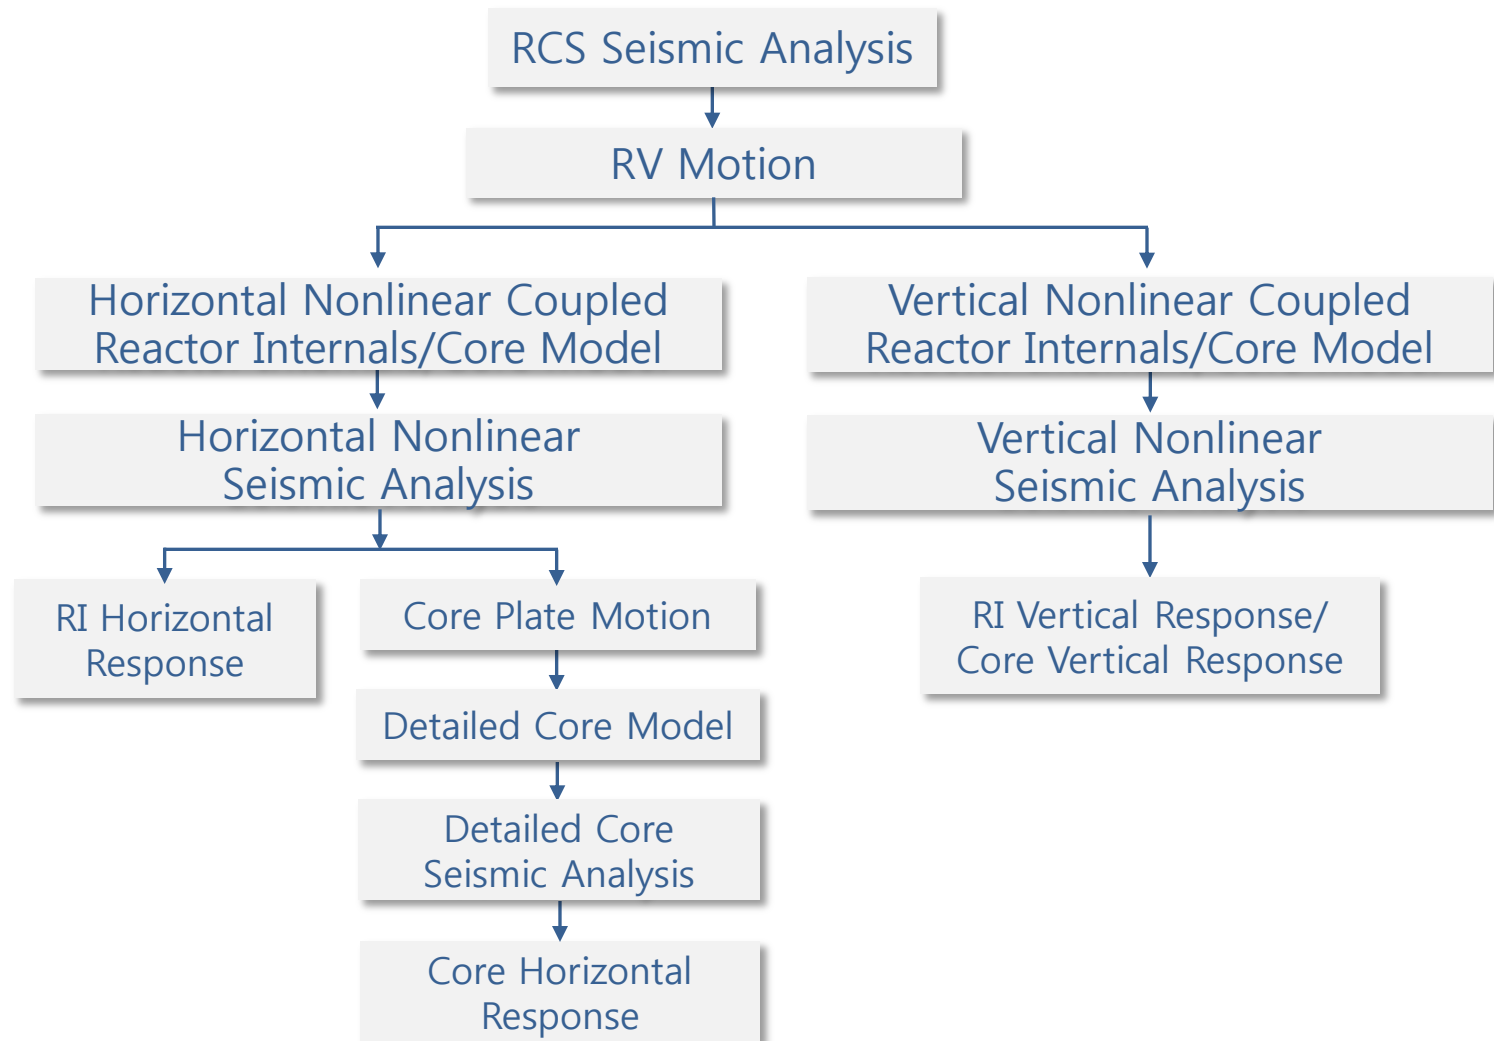 RCS Seismic Analysis
RV Motion
Horizontal Nonlinear Coupled
Reactor Internals/Core Model
Vertical Nonlinear Coupled
Reactor Internals/Core Model
Horizontal Nonlinear
Seismic Analysis
Vertical Nonlinear
Seismic Analysis
RI Horizontal
Response
Core Plate Motion
RI Vertical Response/
Core Vertical Response
Detailed Core Model
Detailed Core
Seismic Analysis
Core Horizontal
Response